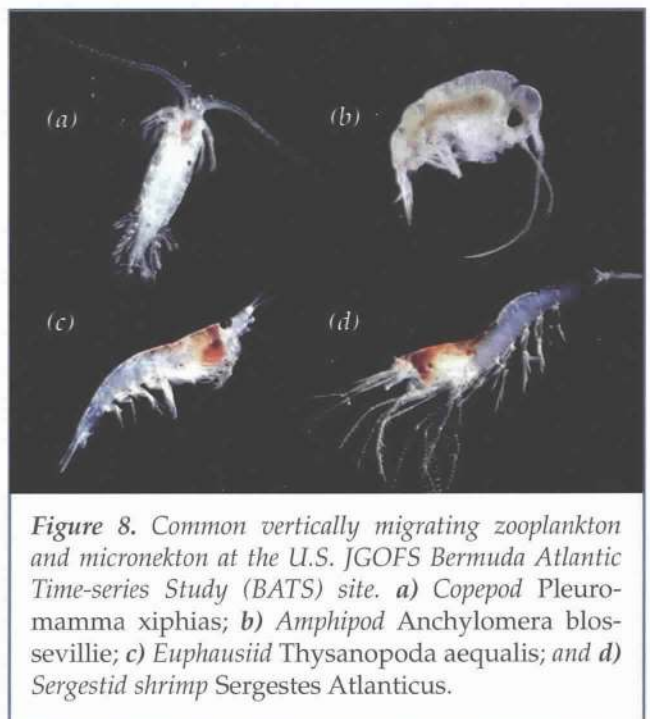 (a)
(b)
(c)
(d)
Figure 8. Common vertically migrating zooplankton
and micronekton at the U.S. JGOFS Bermuda Atlantic
Time-series Study (BATS) site. a) Copepod Pleuro-
mamma xiphias; b) Amphipod Anchylomera blos-
sevillie; c) Euphausiid Thysanopoda aequalis; and d)
Sergestid shrimp Sergestes Atlanticus.